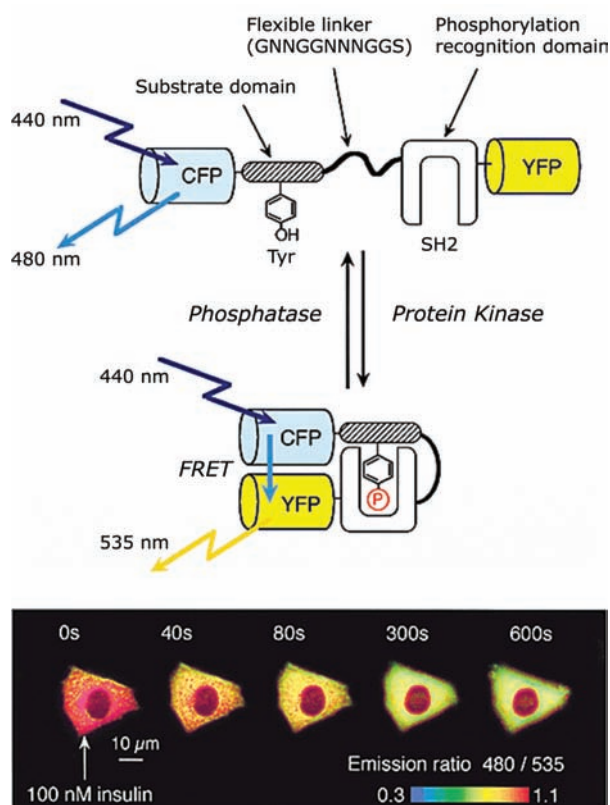 Flexible linker
(GNNGGNNNGGS)
Phosphorylation
recognition domain
Substrate domain
440 nm
CFP
YFP
OH
Tyr
SH2
480 nm
Phosphatase
Protein Kinase
440 nm
CFP
FRET
YFP
P
535 nm
0s 40s 80s 300s 600s
10 µm
Emission ratio 480 / 535
100 nM insulin
0.3 1.1